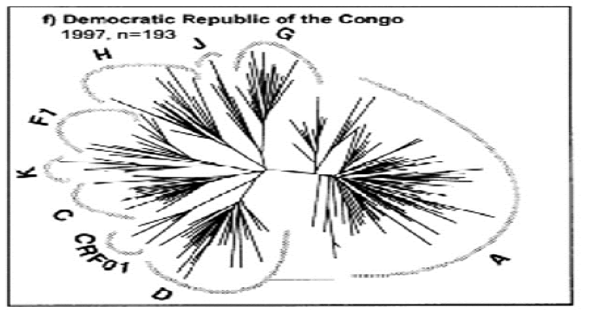 f) Democratic Republic of the Congo
1997, n=193
G
J
H
F1
K
C
CRF01
D
A